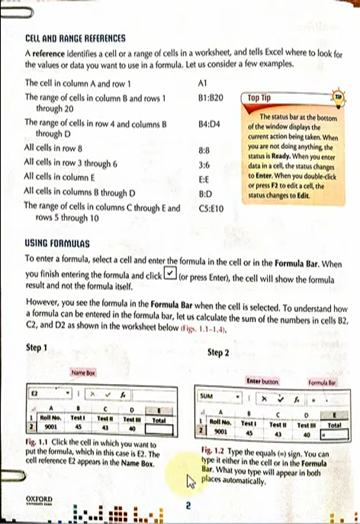 CELL AND RANGE REFERENCES
A reference identifies a cell or a range of cells in a worksheet, and tells Excel where to look for
the values or data you want to use in a formula. Let us consider a few examples.
The cell in column A and row 1 A1
The range of cells in column B and rows 1 B1:B20
through 20
The range of cells in row 4 and columns B B4:D4
through D
All cells in row 8 8:8
All cells in row 3 through 6 3:6
All cells in column E E:E
All cells in columns B through D B:D
The range of cells in columns C through E and C5:E10
rows 5 through 10
Top Tip
TIP
The status bar at the bottom
of the window displays the
current action being taken. When
you are not doing anything, the
status is Ready. When you enter
data in a cell, the status changes
to Enter. When you double-click
or press F2 to edit a cell, the
status changes to Edit.
USING FORMULAS
To enter a formula, select a cell and enter the formula in the cell or in the Formula Bar. When
you finish entering the formula and click ✓ (or press Enter), the cell will show the formula
result and not the formula itself.
However, you see the formula in the Formula Bar when the cell is selected. To understand how
a formula can be entered in the formula bar, let us calculate the sum of the numbers in cells B2,
C2, and D2 as shown in the worksheet below (Figs. 1.1–1.4).
Step 1
Name Box
E2 × ✓ fx
A B C D E
1 Roll No. Test I Test II Test III Total
2 9001 45 43 40
Fig. 1.1 Click the cell in which you want to
put the formula, which in this case is E2. The
cell reference E2 appears in the Name Box.
Step 2
Enter button Formula Bar
SUM × ✓ fx =
A B C D E
1 Roll No. Test I Test II Test III Total
2 9001 45 43 40 =
Fig. 1.2 Type the equals (=) sign. You can
type it either in the cell or in the Formula
Bar. What you type will appear in both
places automatically.
OXFORD
2